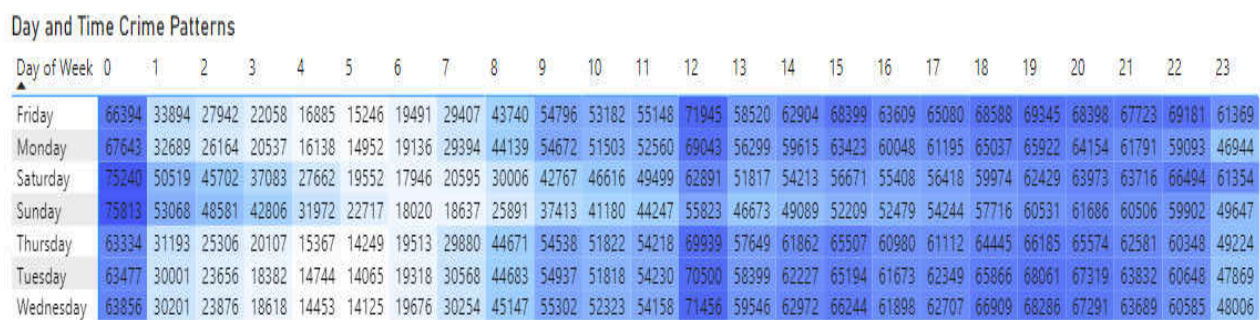 Day and Time Crime Patterns
Day of Week 0 1 2 3 4 5 6 7 8 9 10 11 12 13 14 15 16 17 18 19 20 21 22 23
Friday 66394 33894 27942 22058 16885 15246 19491 29407 43740 54796 53182 55148 71945 58520 62904 68399 63609 65080 68588 69345 68398 67723 69181 61369
Monday 67643 32689 26164 20537 16138 14952 19136 29394 44139 54672 51503 52560 69043 56299 59615 63423 60048 61195 65037 65922 64154 61791 59093 46944
Saturday 75240 50519 45702 37083 27662 19552 17946 20595 30006 42767 46616 49499 62891 51817 54213 56671 55408 56418 59974 62429 63973 63716 66494 61354
Sunday 75813 53068 48581 42806 31972 22717 18020 18637 25891 37413 41180 44247 55823 46673 49089 52209 52479 54244 57716 60531 61686 60506 59902 49647
Thursday 63334 31193 25306 20107 15367 14249 19513 29880 44671 54538 51822 54218 69939 57649 61862 65507 60980 61112 64445 66185 65574 62581 60348 49224
Tuesday 63477 30001 23656 18382 14744 14065 19318 30568 44683 54937 51818 54230 70500 58399 62227 65194 61673 62349 65866 68061 67319 63832 60648 47869
Wednesday 63856 30201 23876 18618 14453 14125 19676 30254 45147 55302 52323 54158 71456 59546 62972 66244 61898 62707 66909 68286 67291 63689 60585 48006